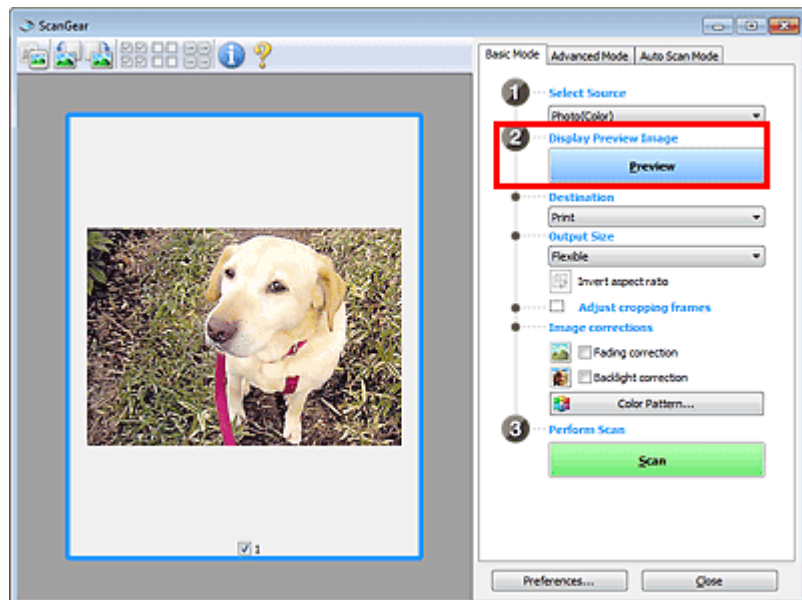 ScanGear
Basic Mode
Advanced Mode
Auto Scan Mode
1
Select Source
Photo(Color)
2
Display Preview Image
Preview
Destination
Print
Output Size
Flexible
Invert aspect ratio
Adjust cropping frames
Image corrections
Fading correction
Backlight correction
Color Pattern...
3
Perform Scan
Scan
1
Preferences...
Close